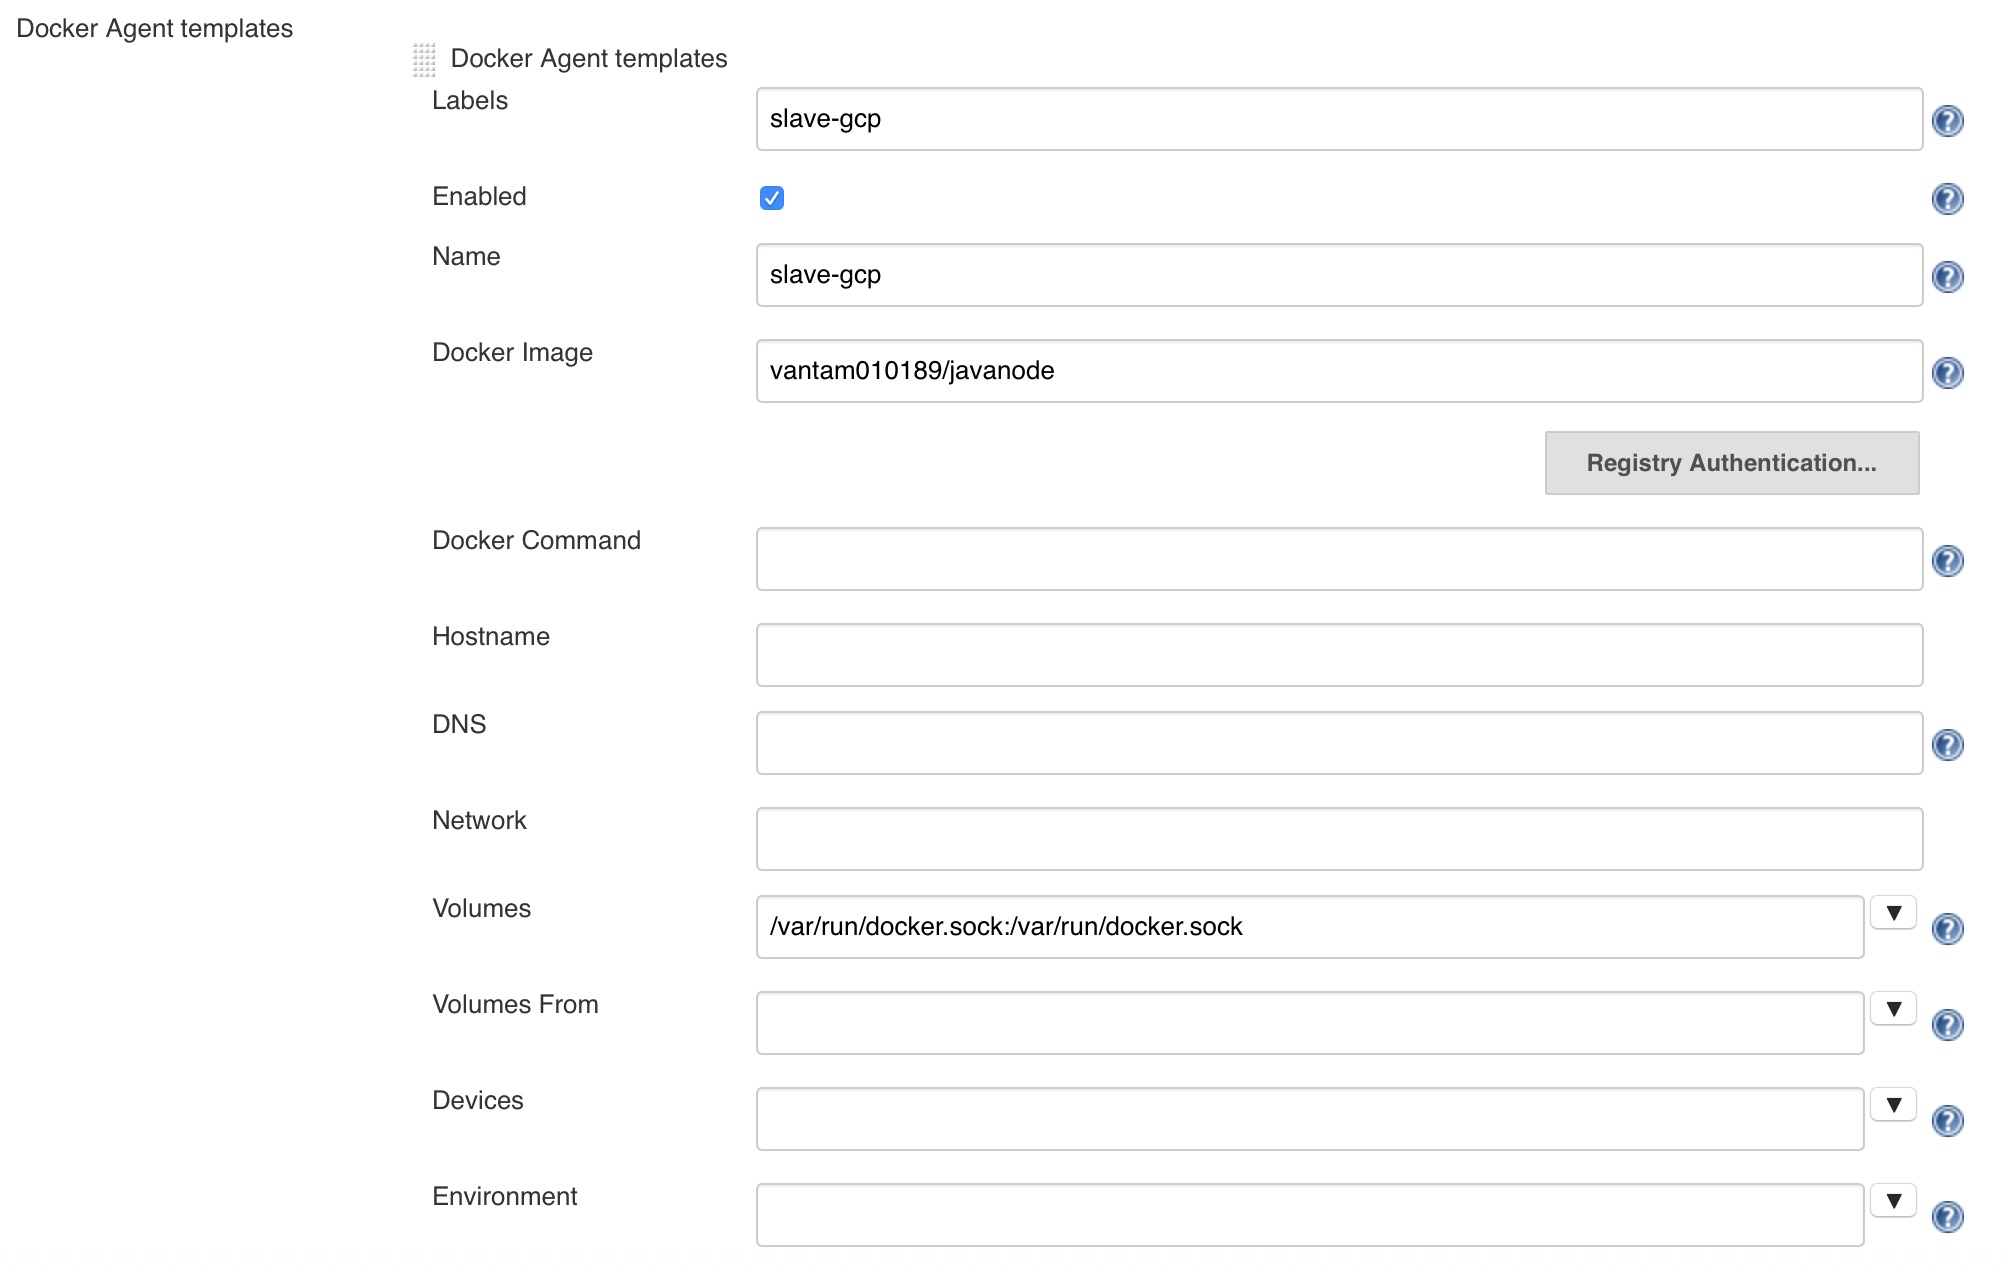 Docker Agent templates
Docker Agent templates
Labels
slave-gcp
Enabled
Name
slave-gcp
Docker Image
vantam010189/javanode
Registry Authentication...
Docker Command
Hostname
DNS
Network
Volumes
/var/run/docker.sock:/var/run/docker.sock
Volumes From
Devices
Environment